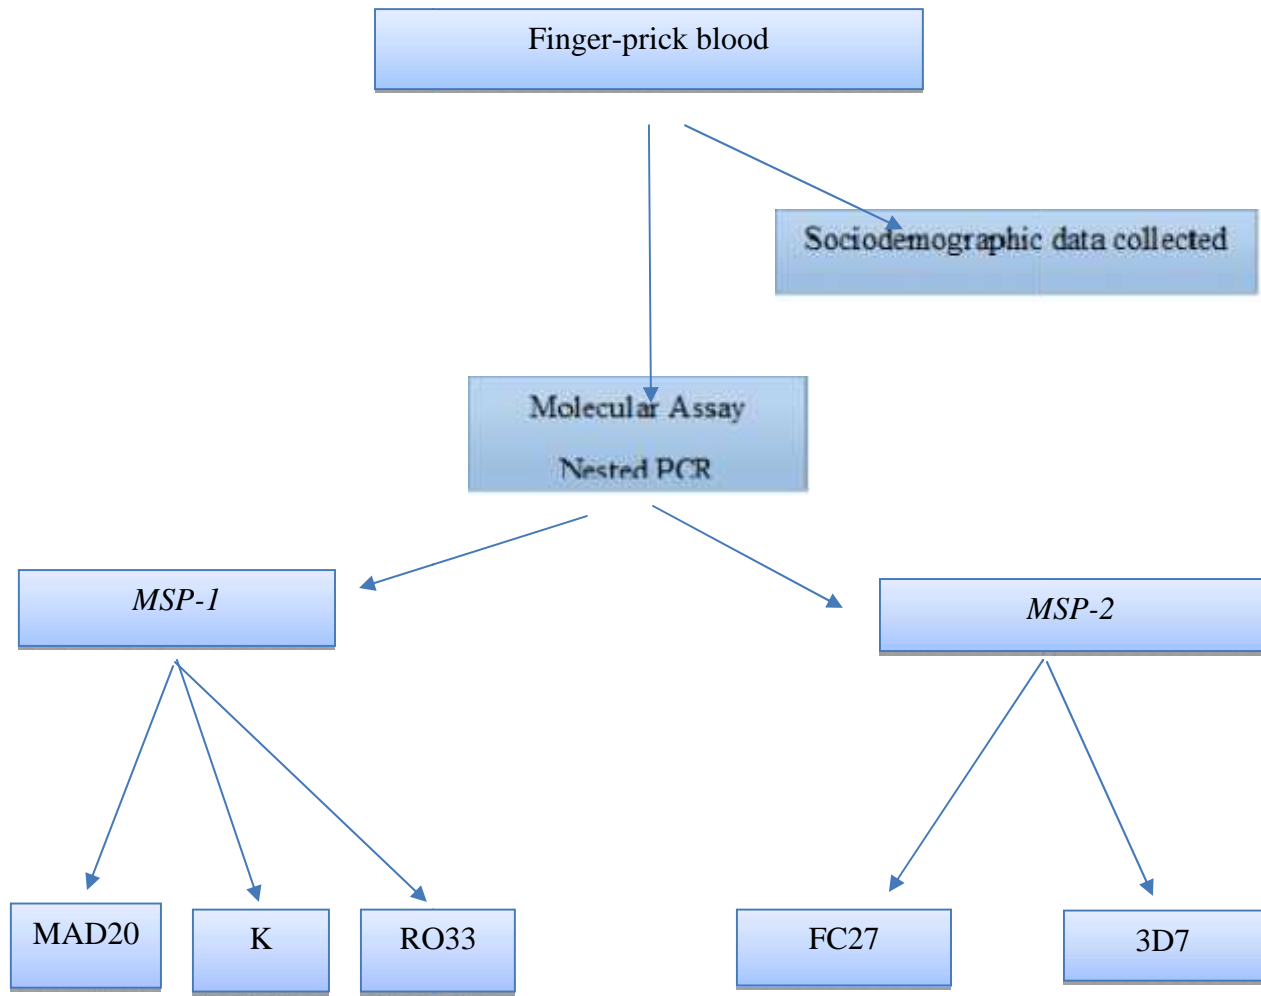 Finger-prick blood
Sociodemographic data collected
Molecular Assay
Nested PCR
MSP-1
MSP-2
MAD20
K
RO33
FC27
3D7